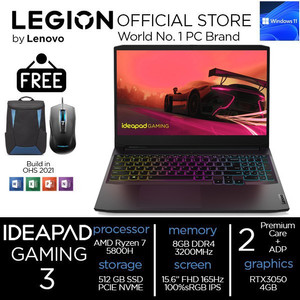 LEGION OFFICIAL STORE
by Lenovo World No. 1 PC Brand
Windows 11
FREE
Build in
OHS 2021
ideapad GAMING
IDEAPAD
GAMING
3
processor
AMD Ryzen 7
5800H
memory
8GB DDR4
3200MHz
2 Premium
Care +
ADP
storage
512 GB SSD
PCIE NVME
screen
15.6" FHD 165Hz
100%sRGB IPS
graphics
RTX3050
4GB